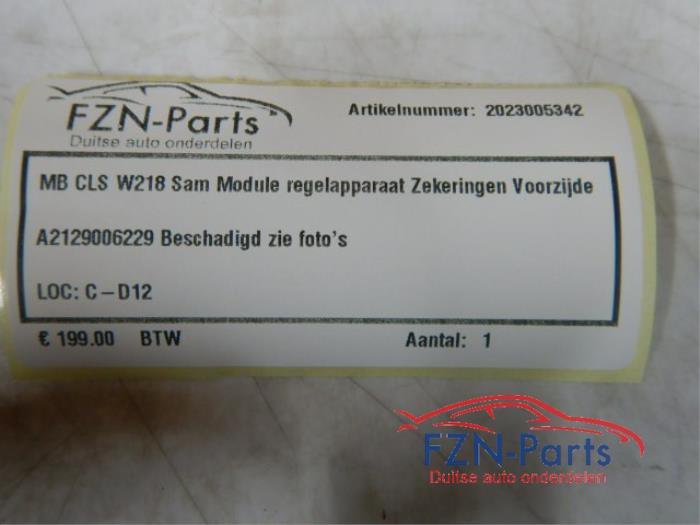 FZN-Parts
Duitse auto onderdelen
Artikelnummer: 2023005342
MB CLS W218 Sam Module regelapparaat Zekeringen Voorzijde
A2129006229 Beschadigd zie foto's
LOC: C-D12
€ 199.00 BTW
Aantal: 1
FZN-Parts
Duitse auto onderdelen